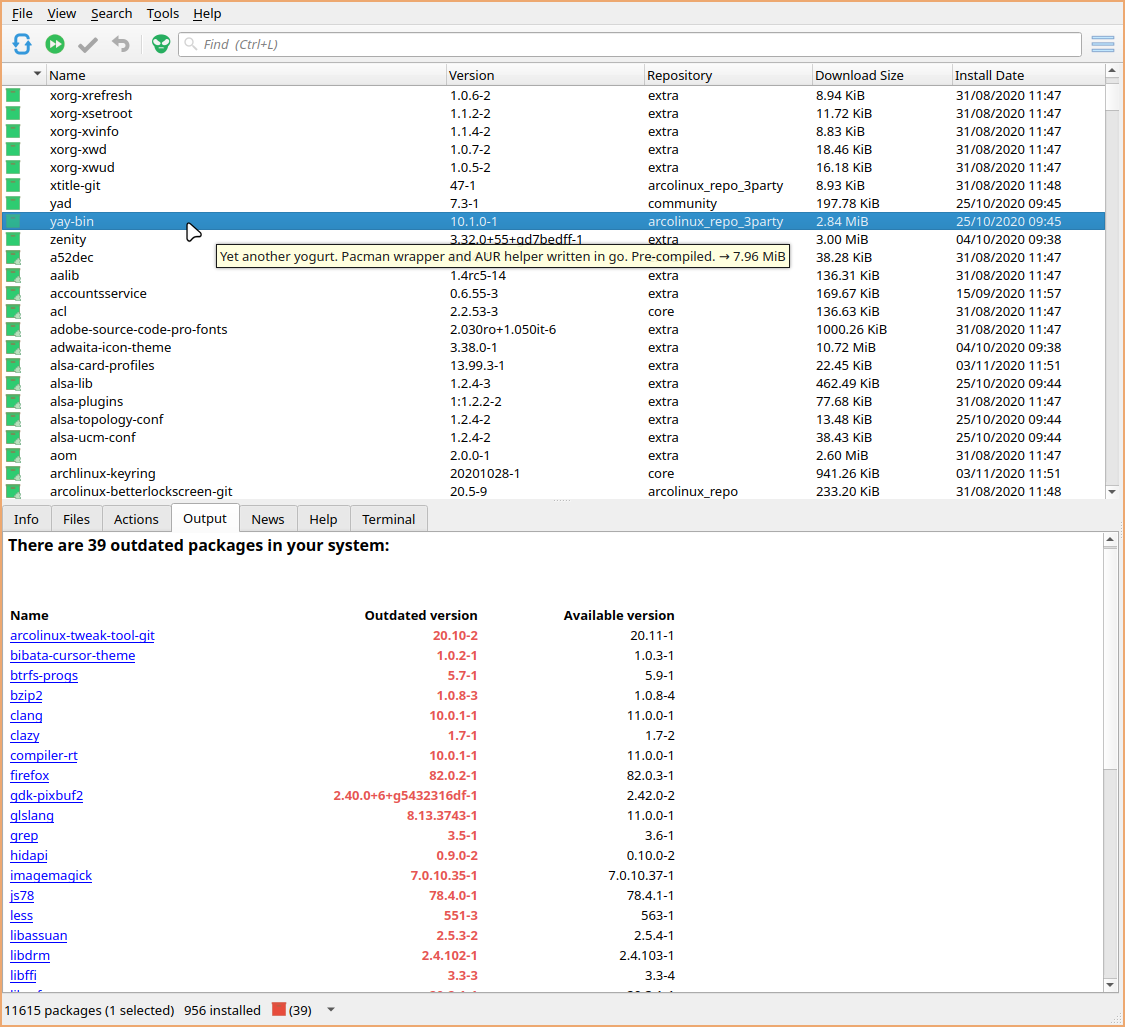 File View Search Tools Help
Find (Ctrl+L)
Name Version Repository Download Size Install Date
xorg-xrefresh 1.0.6-2 extra 8.94 KiB 31/08/2020 11:47
xorg-xsetroot 1.1.2-2 extra 11.72 KiB 31/08/2020 11:47
xorg-xvinfo 1.1.4-2 extra 8.83 KiB 31/08/2020 11:47
xorg-xwd 1.0.7-2 extra 18.46 KiB 31/08/2020 11:47
xorg-xwud 1.0.5-2 extra 16.18 KiB 31/08/2020 11:47
xtitle-git 47-1 arcolinux_repo_3party 8.93 KiB 31/08/2020 11:48
yad 7.3-1 community 197.78 KiB 25/10/2020 09:45
yay-bin 10.1.0-1 arcolinux_repo_3party 2.84 MiB 25/10/2020 09:45
zenity 3.32.0+55+gd7bedff-1 extra 3.00 MiB 04/10/2020 09:38
Yet another yogurt. Pacman wrapper and AUR helper written in go. Pre-compiled. → 7.96 MiB
a52dec 38.28 KiB 31/08/2020 11:47
aalib 1.4rc5-14 extra 136.31 KiB 31/08/2020 11:47
accountsservice 0.6.55-3 extra 169.67 KiB 15/09/2020 11:57
acl 2.2.53-3 core 136.63 KiB 31/08/2020 11:47
adobe-source-code-pro-fonts 2.030ro+1.050it-6 extra 1000.26 KiB 31/08/2020 11:47
adwaita-icon-theme 3.38.0-1 extra 10.72 MiB 04/10/2020 09:38
alsa-card-profiles 13.99.3-1 extra 22.45 KiB 03/11/2020 11:51
alsa-lib 1.2.4-3 extra 462.49 KiB 25/10/2020 09:44
alsa-plugins 1:1.2.2-2 extra 77.68 KiB 31/08/2020 11:47
alsa-topology-conf 1.2.4-2 extra 13.48 KiB 25/10/2020 09:44
alsa-ucm-conf 1.2.4-2 extra 38.43 KiB 25/10/2020 09:44
aom 2.0.0-1 extra 2.60 MiB 31/08/2020 11:47
archlinux-keyring 20201028-1 core 941.26 KiB 03/11/2020 11:51
arcolinux-betterlockscreen-git 20.5-9 arcolinux_repo 233.20 KiB 31/08/2020 11:48
Info Files Actions Output News Help Terminal
There are 39 outdated packages in your system:
Name Outdated version Available version
arcolinux-tweak-tool-git 20.10-2 20.11-1
bibata-cursor-theme 1.0.2-1 1.0.3-1
btrfs-progs 5.7-1 5.9-1
bzip2 1.0.8-3 1.0.8-4
clang 10.0.1-1 11.0.0-1
clazy 1.7-1 1.7-2
compiler-rt 10.0.1-1 11.0.0-1
firefox 82.0.2-1 82.0.3-1
gdk-pixbuf2 2.40.0+6+g5432316df-1 2.42.0-2
glslang 8.13.3743-1 11.0.0-1
grep 3.5-1 3.6-1
hidapi 0.9.0-2 0.10.0-2
imagemagick 7.0.10.35-1 7.0.10.37-1
js78 78.4.0-1 78.4.1-1
less 551-3 563-1
libassuan 2.5.3-2 2.5.4-1
libdrm 2.4.102-1 2.4.103-1
libffi 3.3-3 3.3-4
11615 packages (1 selected) 956 installed (39)